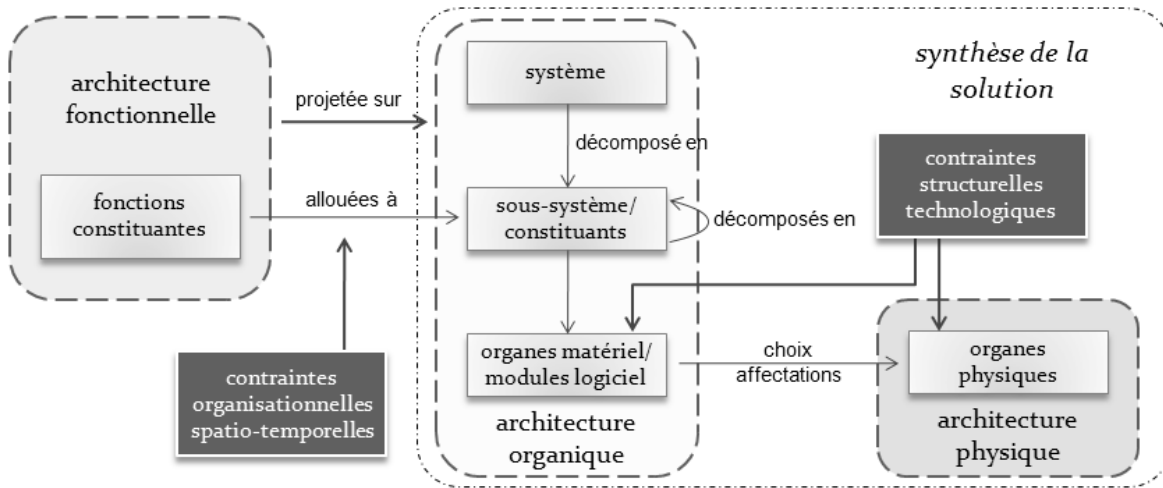 architecture
fonctionnelle
fonctions
constituantes
projetée sur
allouées à
contraintes
organisationnelles
spatio-temporelles
système
décomposé en
sous-système/
constituants
décomposés en
organes matériel/
modules logiciel
architecture
organique
synthèse de la
solution
contraintes
structurelles
technologiques
choix
affectations
organes
physiques
architecture
physique